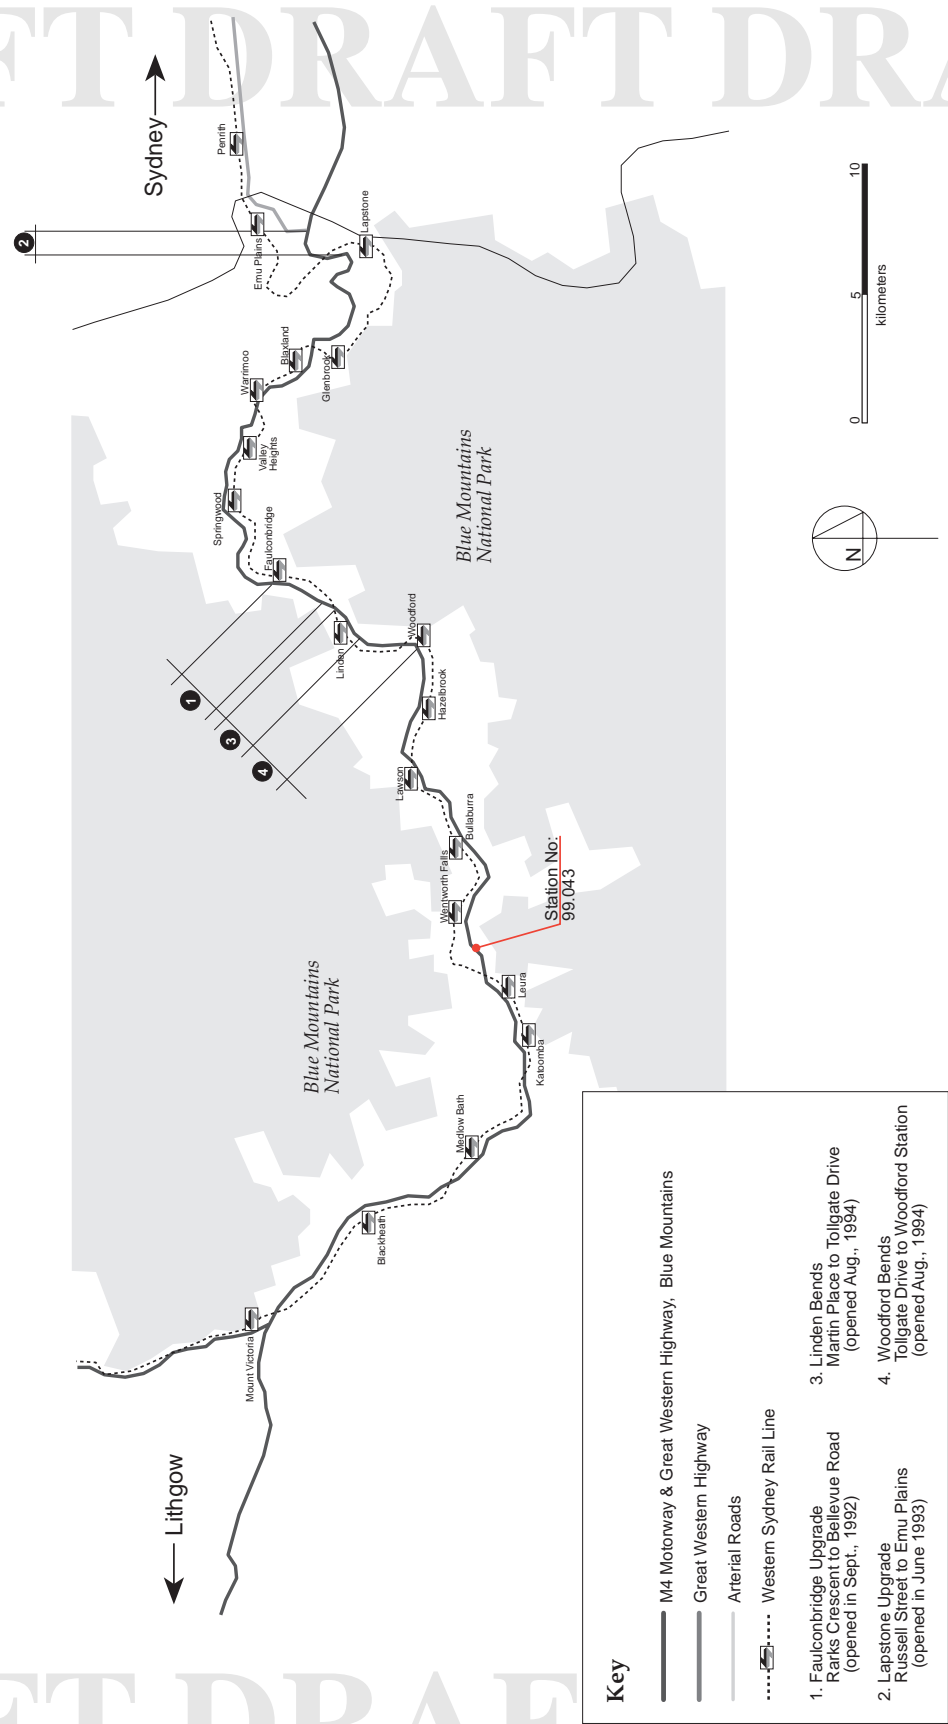 DRAFT DRAFT DRAFT
Lithgow
Sydney
2
Penrith
Emu Plains
Lapstone
Glenbrook
Blaxland
Warrimoo
Valley
Heights
Springwood
Faulconbridge
Linden
Woodford
Hazelbrook
Lawson
Bullaburra
Wentworth Falls
Leura
Katoomba
Medlow Bath
Blackheath
Mount Victoria
1
3
4
Blue Mountains
National Park
Blue Mountains
National Park
Station No:
99.043
N
0 5 10
kilometers
Key
M4 Motorway & Great Western Highway, Blue Mountains
Great Western Highway
Arterial Roads
Western Sydney Rail Line
1. Faulconbridge Upgrade
Rarks Crescent to Bellevue Road
(opened in Sept., 1992)
2. Lapstone Upgrade
Russell Street to Emu Plains
(opened in June 1993)
3. Linden Bends
Martin Place to Tollgate Drive
(opened Aug., 1994)
4. Woodford Bends
Tollgate Drive to Woodford Station
(opened Aug., 1994)